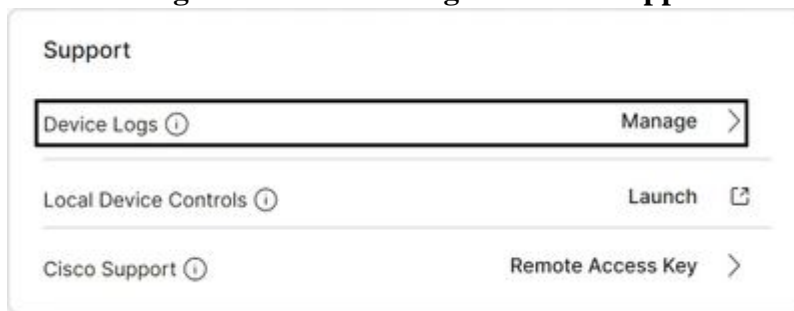 Support
Device Logs Manage
Local Device Controls Launch
Cisco Support Remote Access Key